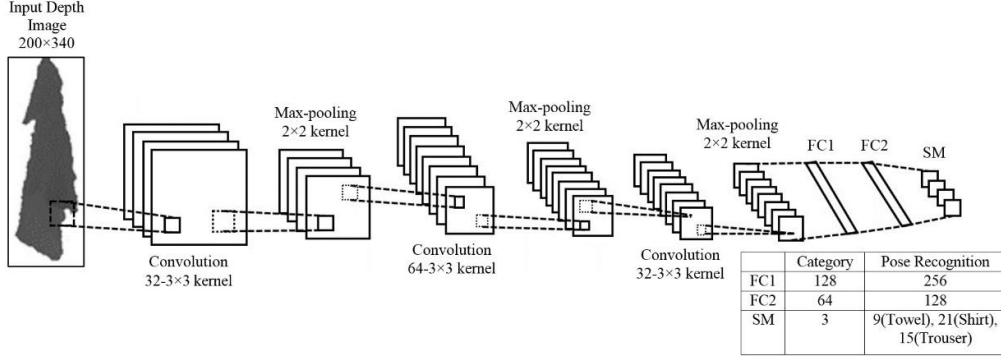 Input Depth
Image
200×340
Convolution
32-3×3 kernel
Max-pooling
2×2 kernel
Convolution
64-3×3 kernel
Max-pooling
2×2 kernel
Convolution
32-3×3 kernel
Max-pooling
2×2 kernel
FC1
FC2
SM
Category Pose Recognition
FC1 128 256
FC2 64 128
SM 3 9(Towel), 21(Shirt),
15(Trouser)